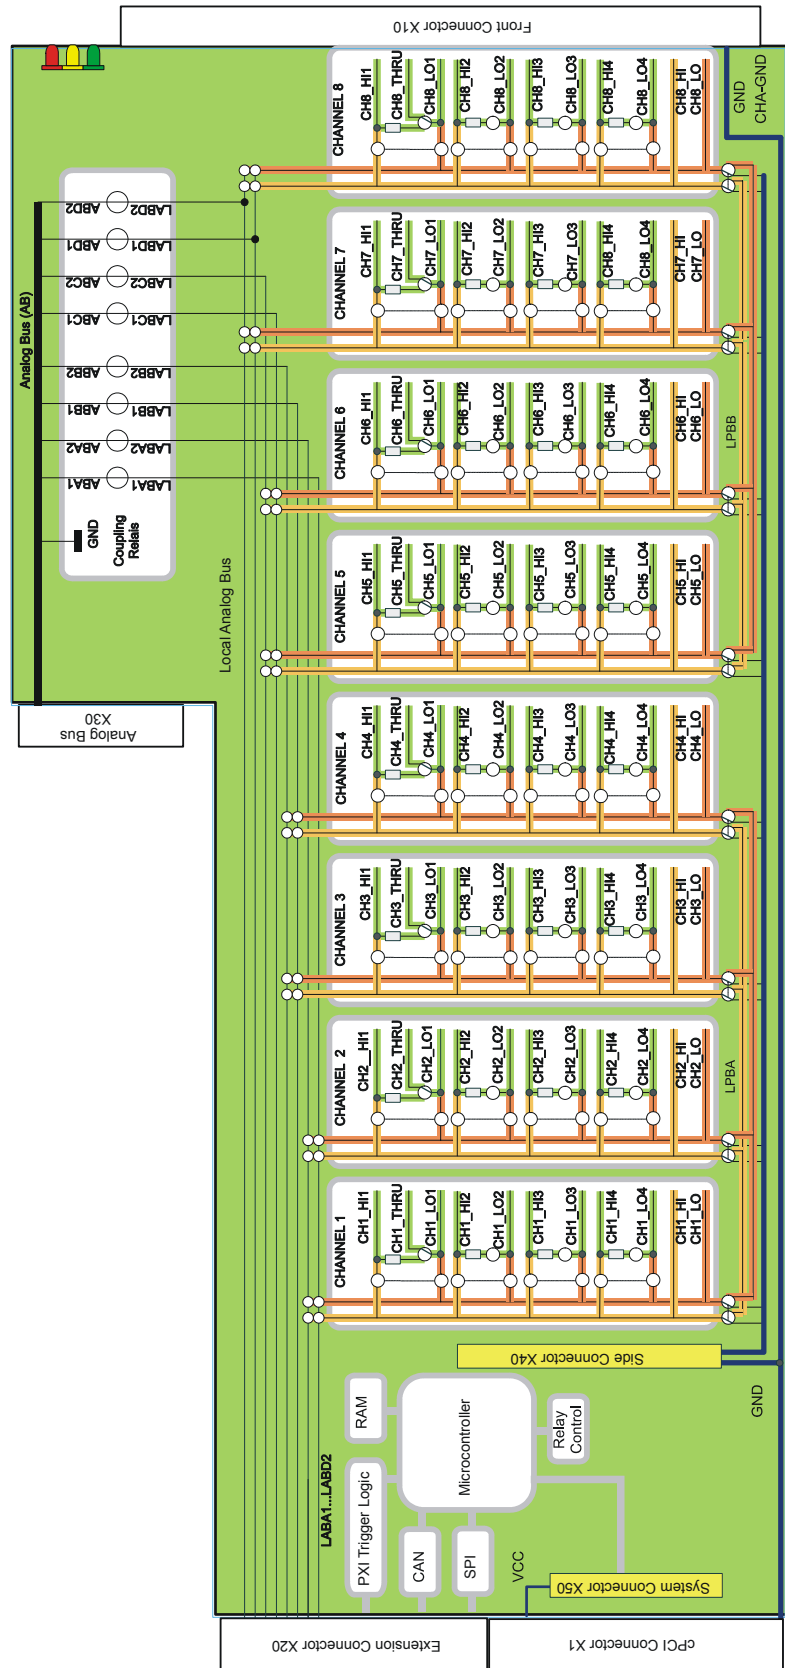 Front Connector X10
GND
CHA-GND
CHANNEL 8
CH8_HI1
CH8_THRU
CH8_LO1
CH8_HI2
CH8_LO2
CH8_HI3
CH8_LO3
CH8_HI4
CH8_LO4
CH8_HI
CH8_LO
CHANNEL 7
CH7_HI1
CH7_THRU
CH7_LO1
CH7_HI2
CH7_LO2
CH7_HI3
CH7_LO3
CH8_HI4
CH8_LO4
CH7_HI
CH7_LO
CHANNEL 6
CH6_HI1
CH6_THRU
CH6_LO1
CH6_HI2
CH6_LO2
CH6_HI3
CH6_LO3
CH6_HI4
CH6_LO4
CH6_HI
CH6_LO
LPBB
CHANNEL 5
CH5_HI1
CH5_THRU
CH5_LO1
CH5_HI2
CH5_LO2
CH5_HI3
CH5_LO3
CH5_HI4
CH5_LO4
CH5_HI
CH5_LO
CHANNEL 4
CH4_HI1
CH4_THRU
CH4_LO1
CH4_HI2
CH4_LO2
CH4_HI3
CH4_LO3
CH4_HI4
CH4_LO4
CH4_HI
CH4_LO
CHANNEL 3
CH3_HI1
CH3_THRU
CH3_LO1
CH3_HI2
CH3_LO2
CH3_HI3
CH3_LO3
CH3_HI4
CH3_LO4
CH3_HI
CH3_LO
CHANNEL 2
CH2__HI1
CH2_THRU
CH2_LO1
CH2_HI2
CH2_LO2
CH2_HI3
CH2_LO3
CH2_HI4
CH2_LO4
CH2_HI
CH2_LO
LPBA
CHANNEL 1
CH1_HI1
CH1_THRU
CH1_LO1
CH1_HI2
CH1_LO2
CH1_HI3
CH1_LO3
CH1_HI4
CH1_LO4
CH1_HI
CH1_LO
Analog Bus (AB)
ABD2
LABD2
ABD1
LABD1
ABC2
LABC2
ABC1
LABC1
ABB2
LABB2
ABB1
LABB1
ABA2
LABA2
ABA1
LABA1
GND
Coupling
Relais
Local Analog Bus
Analog Bus
X30
Side Connector X40
GND
RAM
Microcontroller
Relay
Control
LABA1...LABD2
PXI Trigger Logic
CAN
SPI
VCC
System Connector X50
Extension Connector X20
cPCI Connector X1